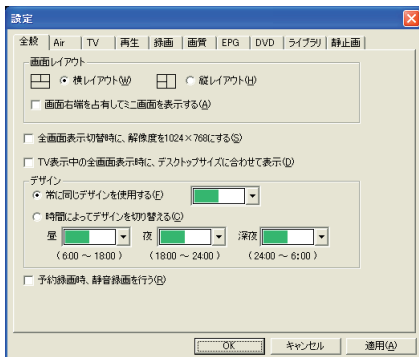 設定
全般 Air TV 再生 録画 画質 EPG DVD ライブラリ 静止画
画面レイアウト
横レイアウト(W) 縦レイアウト(H)
画面右端を占有してミニ画面を表示する(A)
全画面表示切替時に、解像度を1024×768にする(S)
TV表示中の全画面表示時に、デスクトップサイズに合わせて表示(D)
デザイン
常に同じデザインを使用する(F)
時間によってデザインを切り替える(C)
昼 夜 深夜
(6:00 ~ 18:00) (18:00 ~ 24:00) (24:00 ~ 6:00)
予約録画時、静音録画を行う(R)
OK キャンセル 適用(A)